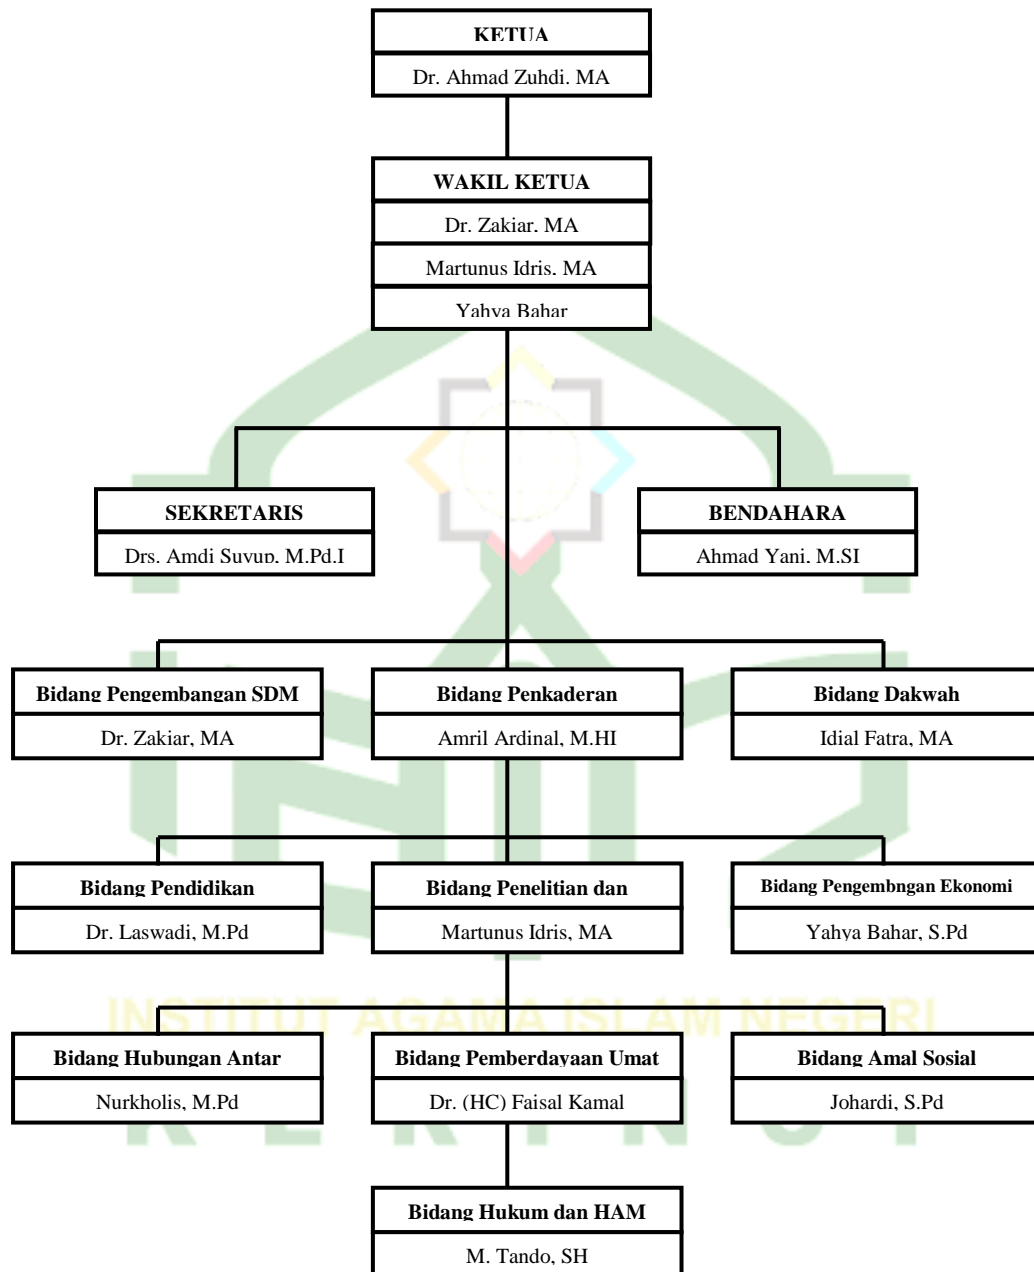 KETUA
Dr. Ahmad Zuhdi, MA
WAKIL KETUA
Dr. Zakiar, MA
Martunus Idris, MA
Yahya Bahar
SEKRETARIS
Drs. Amdi Suyup, M.Pd.I
BENDAHARA
Ahmad Yani, M.SI
Bidang Pengembangan SDM
Dr. Zakiar, MA
Bidang Penkaderan
Amril Ardinal, M.HI
Bidang Dakwah
Idial Fatra, MA
Bidang Pendidikan
Dr. Laswadi, M.Pd
Bidang Penelitian dan
Martunus Idris, MA
Bidang Pengembngan Ekonomi
Yahya Bahar, S.Pd
INSTITUT AGAMA ISLAM NEGERI
Bidang Hubungan Antar
Nurkholis, M.Pd
Bidang Pemberdayaan Umat
Dr. (HC) Faisal Kamal
Bidang Amal Sosial
Johardi, S.Pd
KERINCI
Bidang Hukum dan HAM
M. Tando, SH